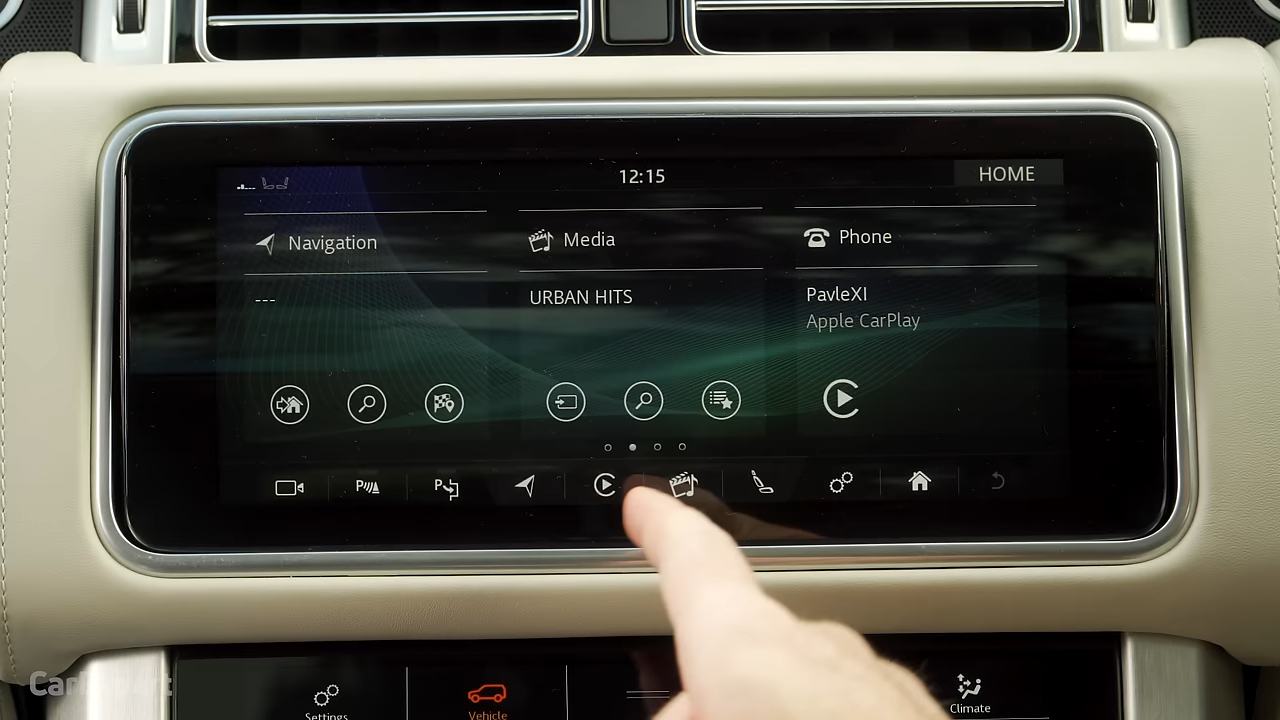 12:15
HOME
Navigation
Media
Phone
---
URBAN HITS
PavleXI
Apple CarPlay
P
P
Settings
Vehicle
Climate